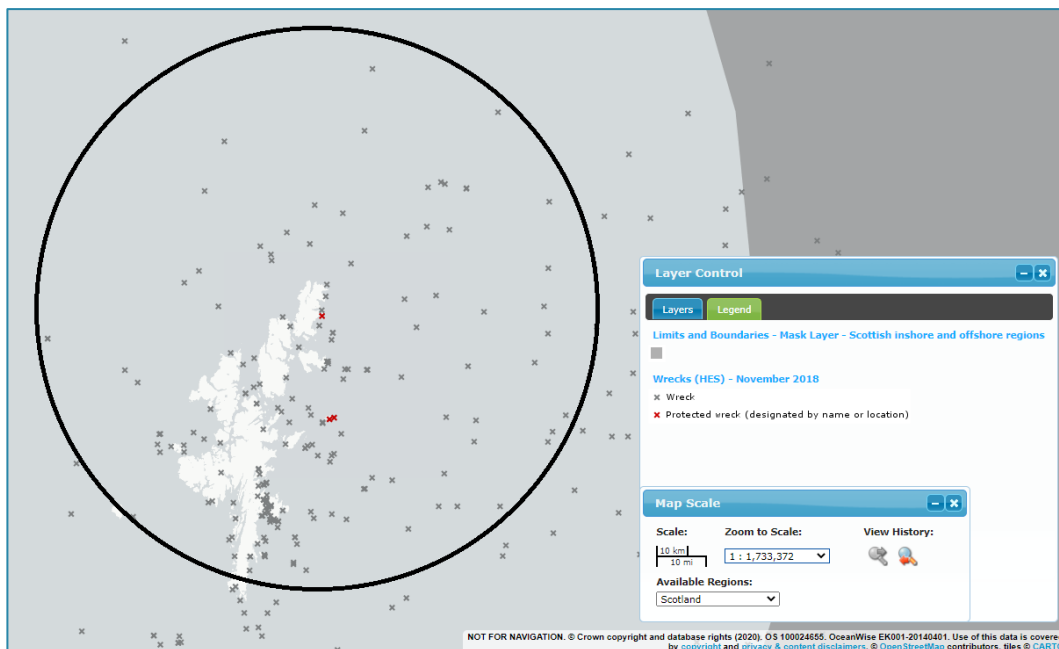 Layer Control
Layers
Legend
Limits and Boundaries - Mask Layer - Scottish inshore and offshore regions
Wrecks (HES) - November 2018
Wreck
Protected wreck (designated by name or location)
Map Scale
Scale:
Zoom to Scale:
View History:
10 km
10 mi
1 : 1,733,372
Available Regions:
Scotland
NOT FOR NAVIGATION. © Crown copyright and database rights (2020). OS 100024655. OceanWise EK001-20140401. Use of this data is covere
by copyright and privacy & content disclaimers. © OpenStreetMap contributors, tiles © CARTO